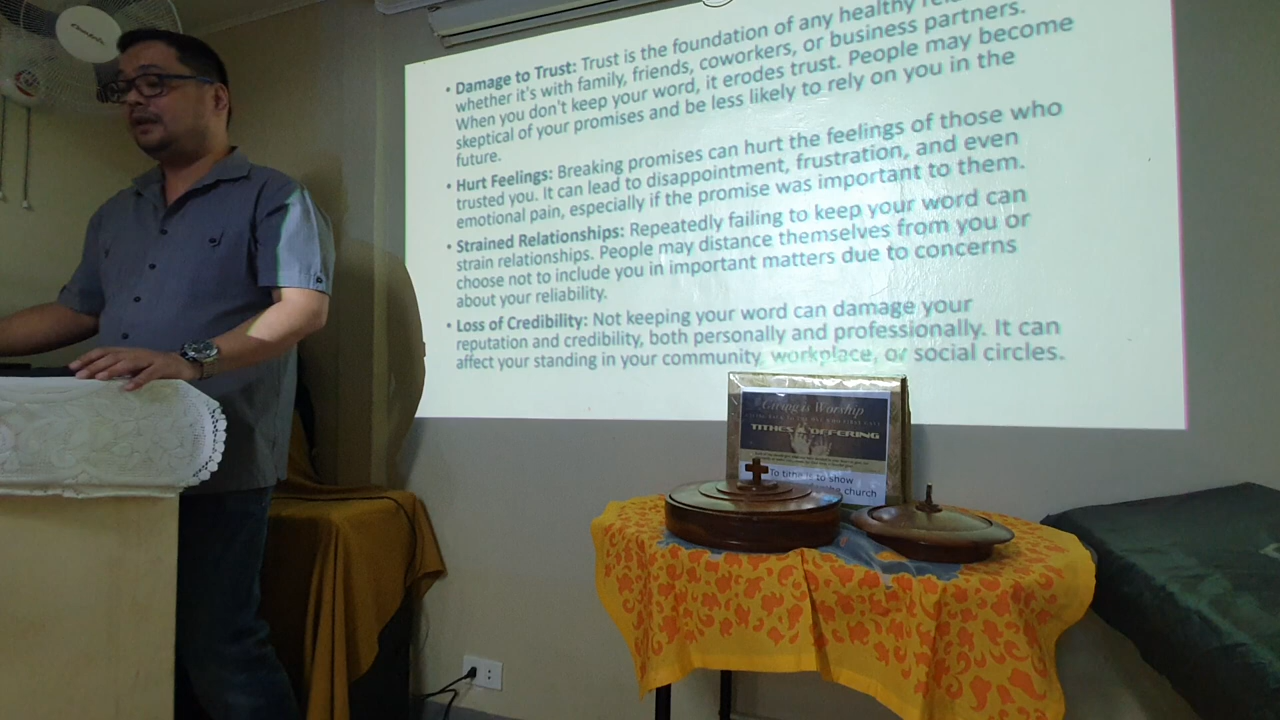 • Damage to Trust: Trust is the foundation of any healthy
whether it's with family, friends, coworkers, or business partners.
When you don't keep your word, it erodes trust. People may become
skeptical of your promises and be less likely to rely on you in the
future.
• Hurt Feelings: Breaking promises can hurt the feelings of those who
trusted you. It can lead to disappointment, frustration, and even
emotional pain, especially if the promise was important to them.
• Strained Relationships: Repeatedly failing to keep your word can
strain relationships. People may distance themselves from you or
choose not to include you in important matters due to concerns
about your reliability.
• Loss of Credibility: Not keeping your word can damage your
reputation and credibility, both personally and professionally. It can
affect your standing in your community, workplace, or social circles.
Giving is Worship
TITHES & OFFERING
To tithe is to show
the church